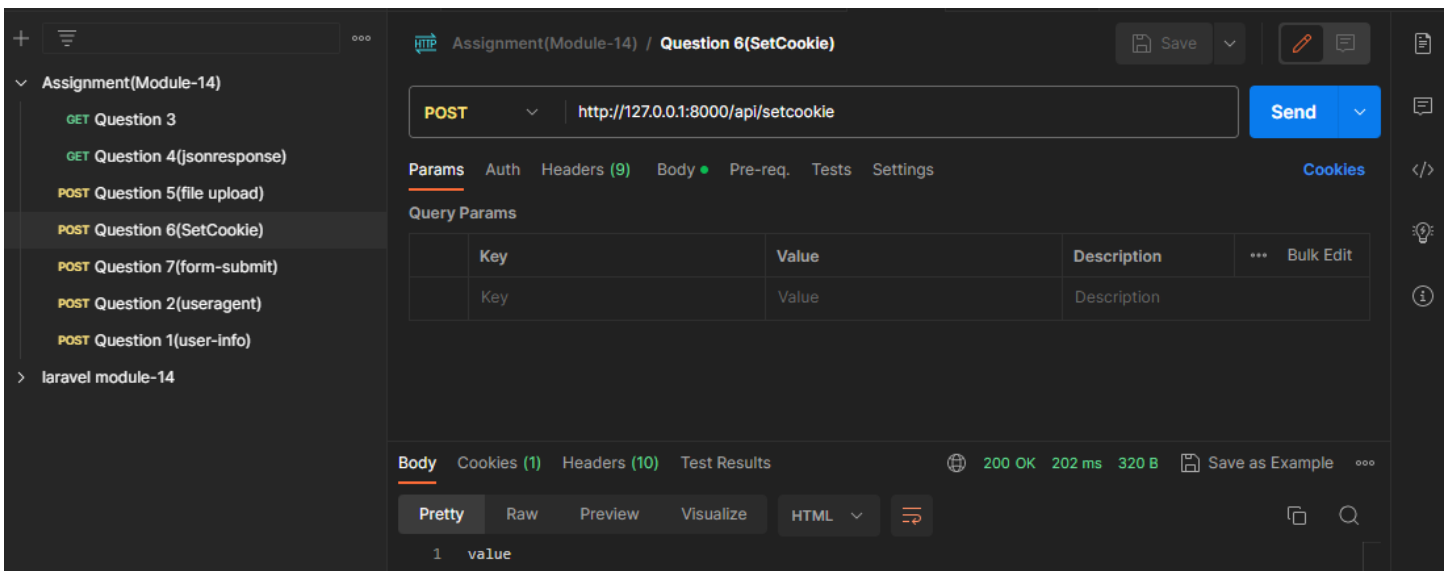 HTTP Assignment(Module-14) / Question 6(SetCookie) Save
Assignment(Module-14)
GET Question 3
GET Question 4(jsonresponse)
POST Question 5(file upload)
POST Question 6(SetCookie)
POST Question 7(form-submit)
POST Question 2(useragent)
POST Question 1(user-info)
laravel module-14
POST http://127.0.0.1:8000/api/setcookie Send
Params Auth Headers (9) Body Pre-req. Tests Settings Cookies
Query Params
Key Value Description Bulk Edit
Key Value Description
Body Cookies (1) Headers (10) Test Results 200 OK 202 ms 320 B Save as Example
Pretty Raw Preview Visualize HTML
1 value